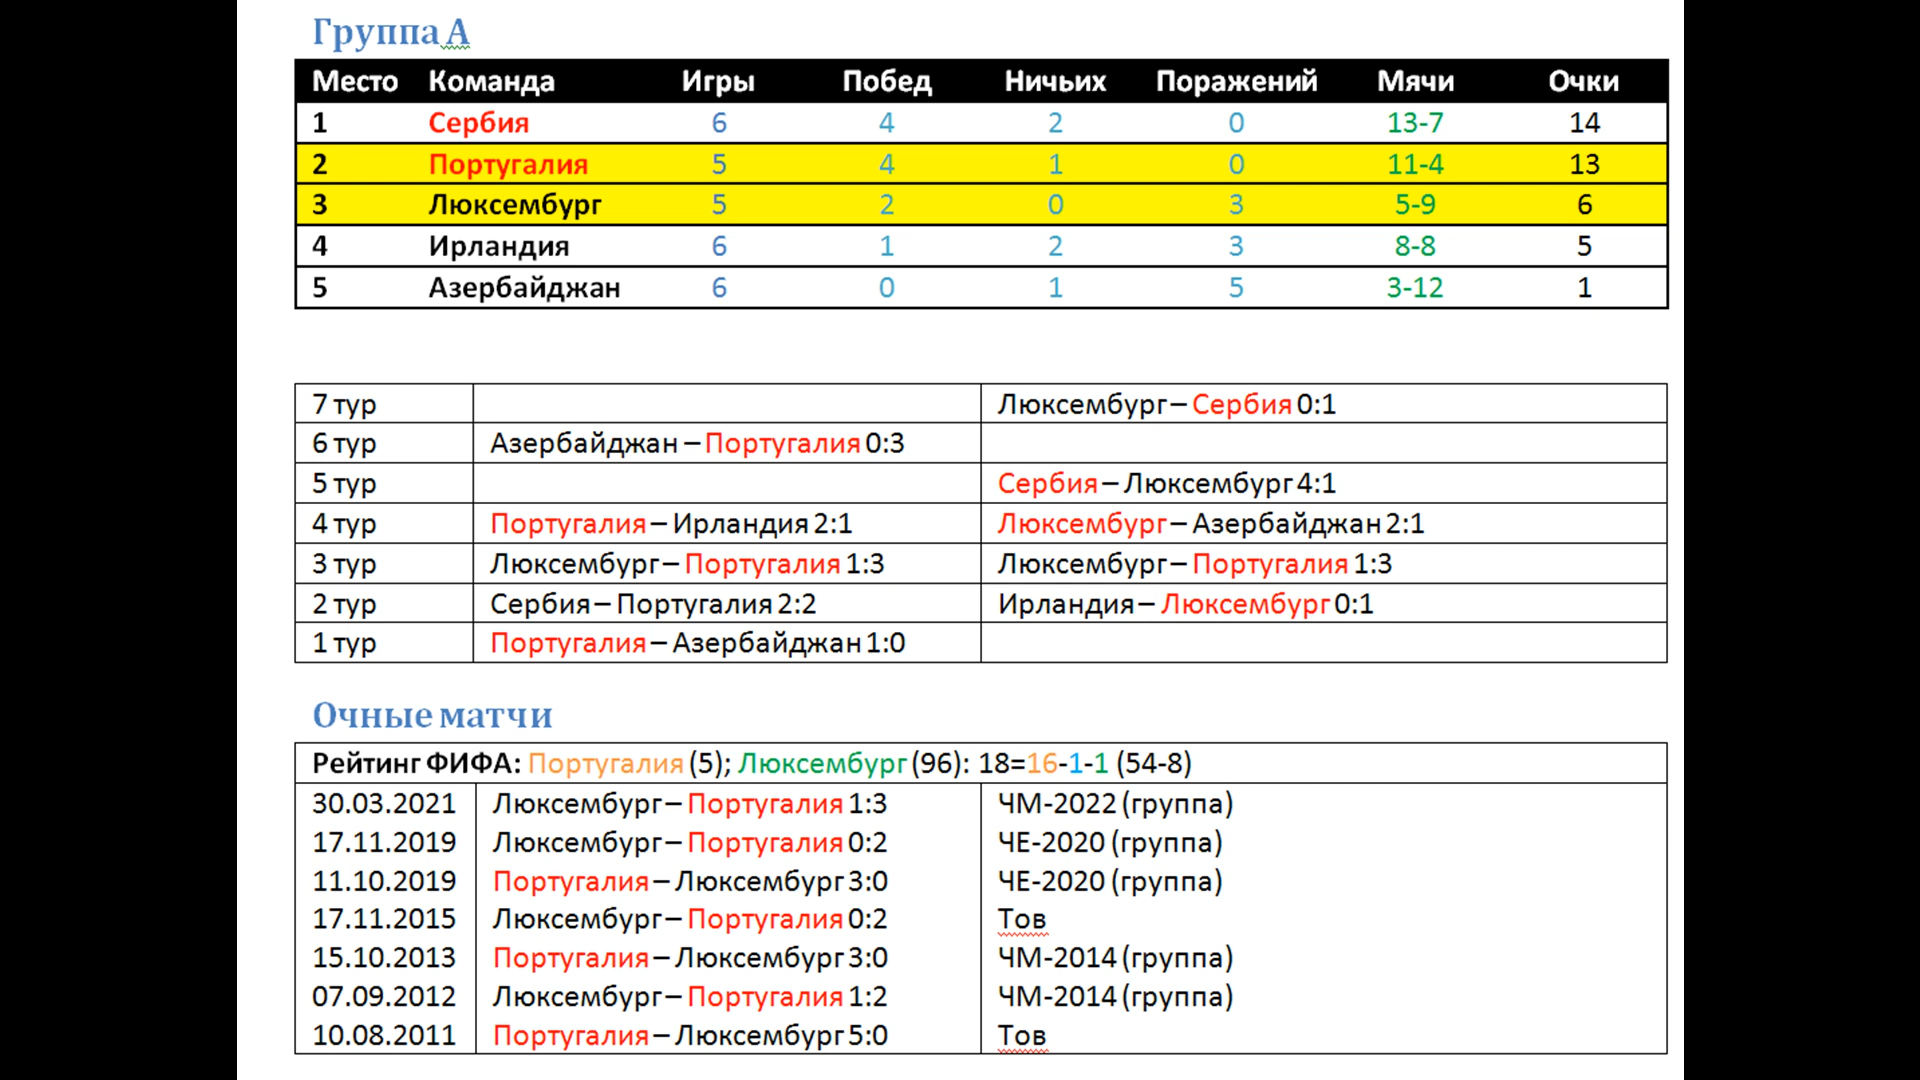 Группа А
Место Команда Игры Побед Ничьих Поражений Мячи Очки
1 Сербия 6 4 2 0 13-7 14
2 Португалия 5 4 1 0 11-4 13
3 Люксембург 5 2 0 3 5-9 6
4 Ирландия 6 1 2 3 8-8 5
5 Азербайджан 6 0 1 5 3-12 1
7 тур Люксембург – Сербия 0:1
6 тур Азербайджан – Португалия 0:3
5 тур Сербия – Люксембург 4:1
4 тур Португалия – Ирландия 2:1 Люксембург – Азербайджан 2:1
3 тур Люксембург – Португалия 1:3 Люксембург – Португалия 1:3
2 тур Сербия – Португалия 2:2 Ирландия – Люксембург 0:1
1 тур Португалия – Азербайджан 1:0
Очные матчи
Рейтинг ФИФА: Португалия (5); Люксембург (96): 18=16-1-1 (54-8)
30.03.2021 Люксембург – Португалия 1:3 ЧМ-2022 (группа)
17.11.2019 Люксембург – Португалия 0:2 ЧЕ-2020 (группа)
11.10.2019 Португалия – Люксембург 3:0 ЧЕ-2020 (группа)
17.11.2015 Люксембург – Португалия 0:2 Тов
15.10.2013 Португалия – Люксембург 3:0 ЧМ-2014 (группа)
07.09.2012 Люксембург – Португалия 1:2 ЧМ-2014 (группа)
10.08.2011 Португалия – Люксембург 5:0 Тов